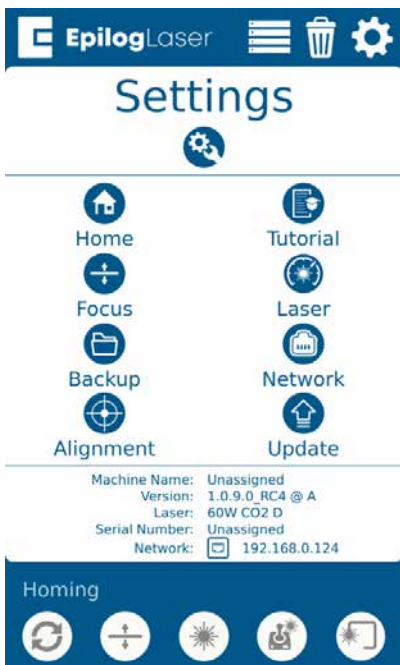 EpilogLaser
Settings
Home
Tutorial
Focus
Laser
Backup
Network
Alignment
Update
Machine Name: Unassigned
Version: 1.0.9.0_RC4 @ A
Laser: 60W CO2 D
Serial Number: Unassigned
Network: 192.168.0.124
Homing